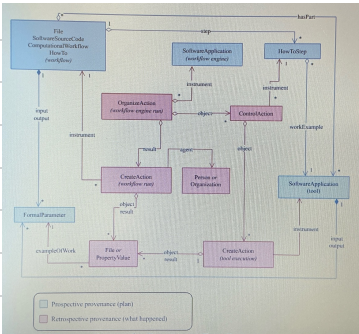 hasPart
1
File
SoftwareSourceCode
ComputationalWorkflow
HowTo
(workflow)
step
SoftwareApplication
(workflow engine)
HowToStep
instrument
instrument
OrganizeAction
(workflow engine run)
object
ControlAction
input
output
instrument
workExample
result
agent
object
CreateAction
(workflow run)
Person or
Organization
SoftwareApplication
(tool)
object
result
FormalParameter
instrument
input
output
exampleOfWork
File or
PropertyValue
object
result
CreateAction
(tool execution)
Prospective provenance (plan)
Retrospective provenance (what happened)